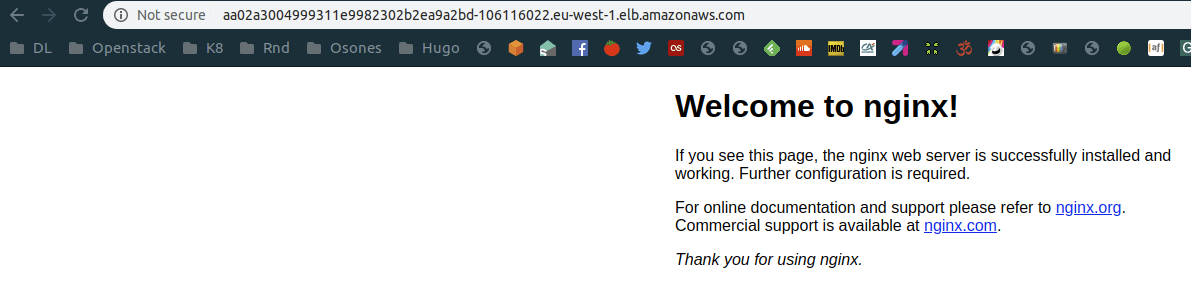 Not secure aa02a3004999311e9982302b2ea9a2bd-106116022.eu-west-1.elb.amazonaws.com
DL Openstack K8 Rnd Osones Hugo IMDb CA {af} G
Welcome to nginx!
If you see this page, the nginx web server is successfully installed and
working. Further configuration is required.
For online documentation and support please refer to nginx.org.
Commercial support is available at nginx.com.
Thank you for using nginx.